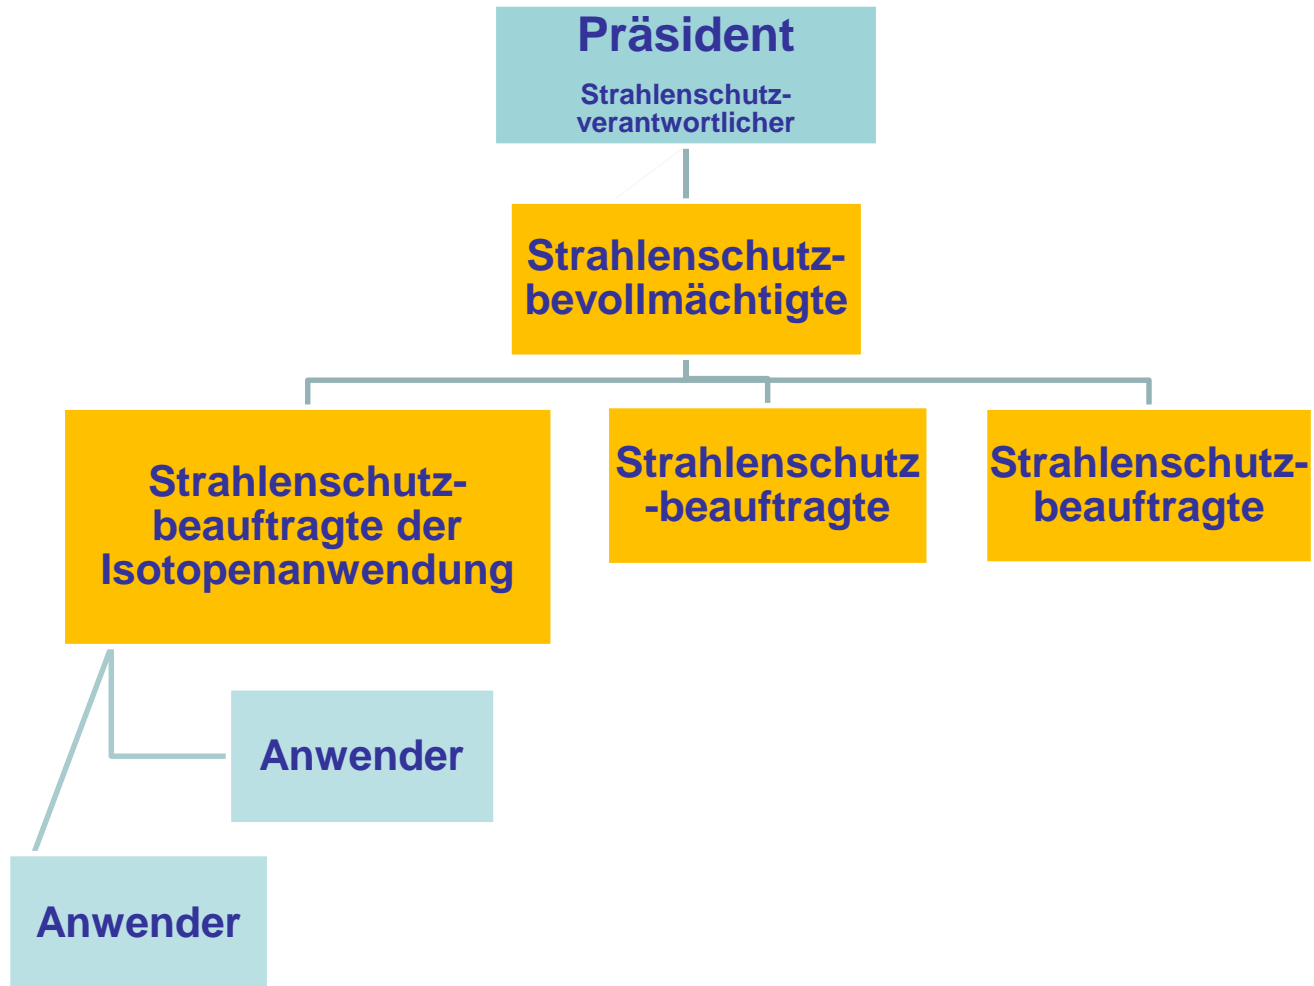 Präsident
Strahlenschutz-
verantwortlicher
Strahlenschutz-
bevollmächtigte
Strahlenschutz-
beauftragte der
Isotopenanwendung
Strahlenschutz
-beauftragte
Strahlenschutz-
beauftragte
Anwender
Anwender